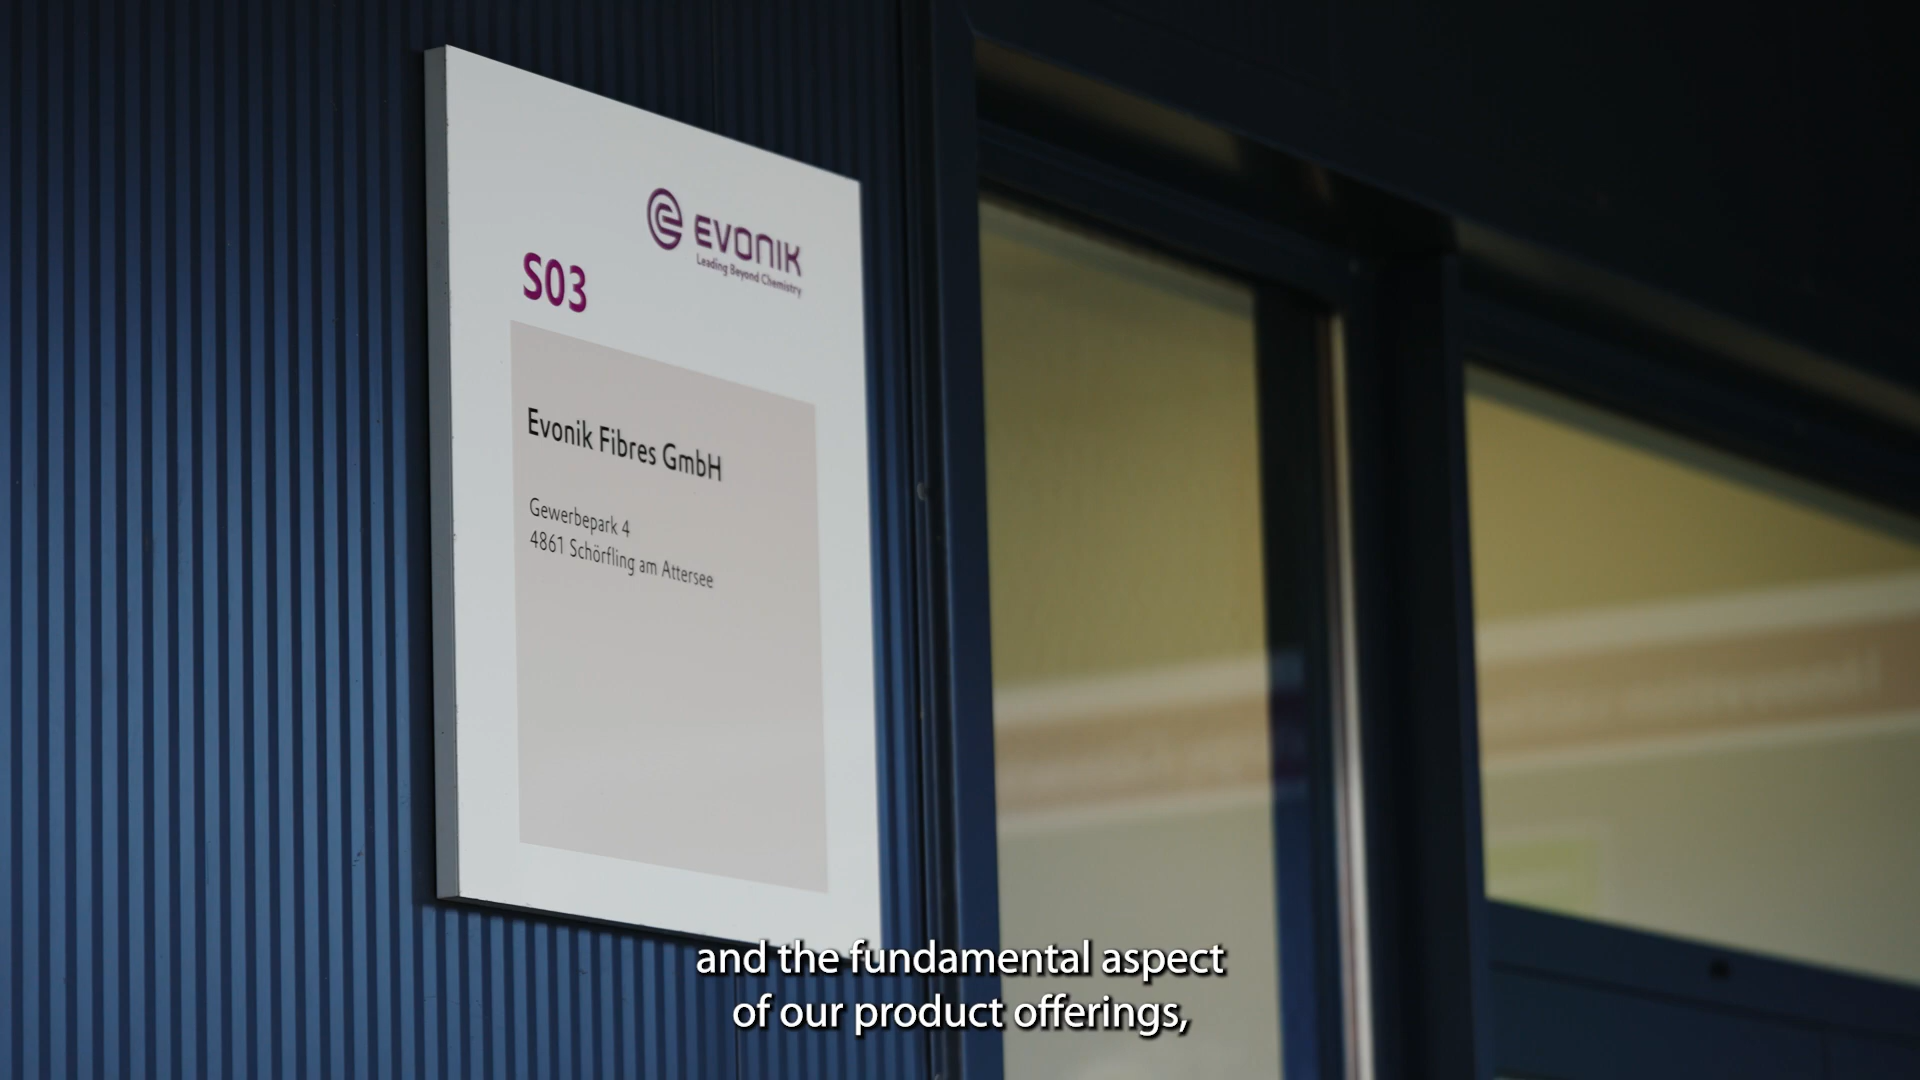 EVONIK
Leading Beyond Chemistry
S03
Evonik Fibres GmbH
Gewerbepark 4
4861 Schörfling am Attersee
and the fundamental aspect
of our product offerings,